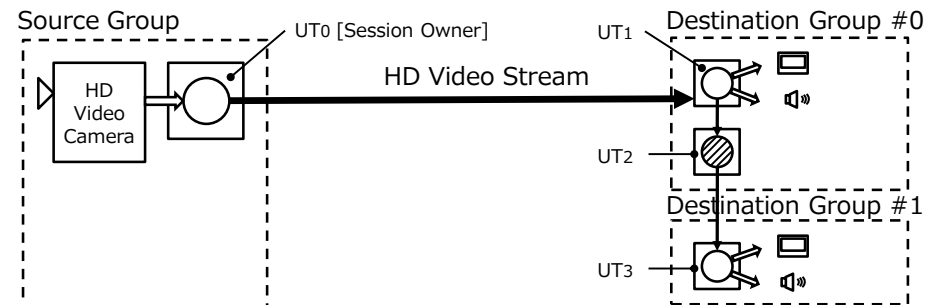 Source Group
UT0 [Session Owner]
UT1
Destination Group #0
HD
Video
Camera
HD Video Stream
UT2
Destination Group #1
UT3